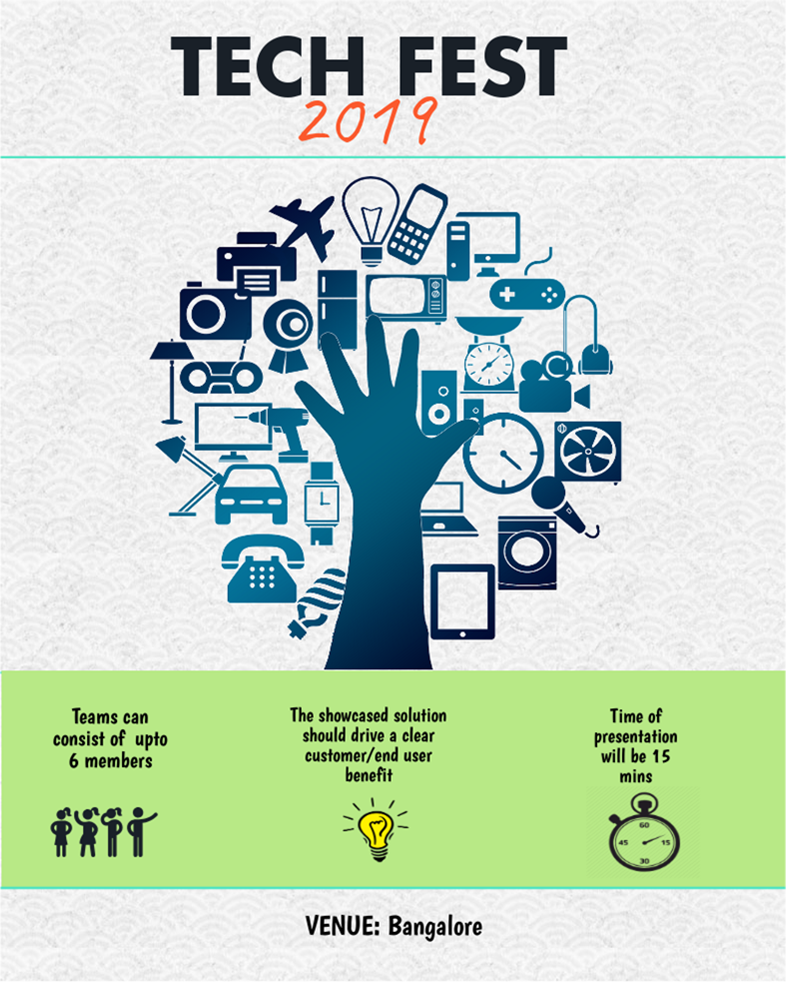 TECH FEST
2019
Teams can
consist of upto
6 members
The showcased solution
should drive a clear
customer/end user
benefit
Time of
presentation
will be 15
mins
60
45
15
30
VENUE: Bangalore